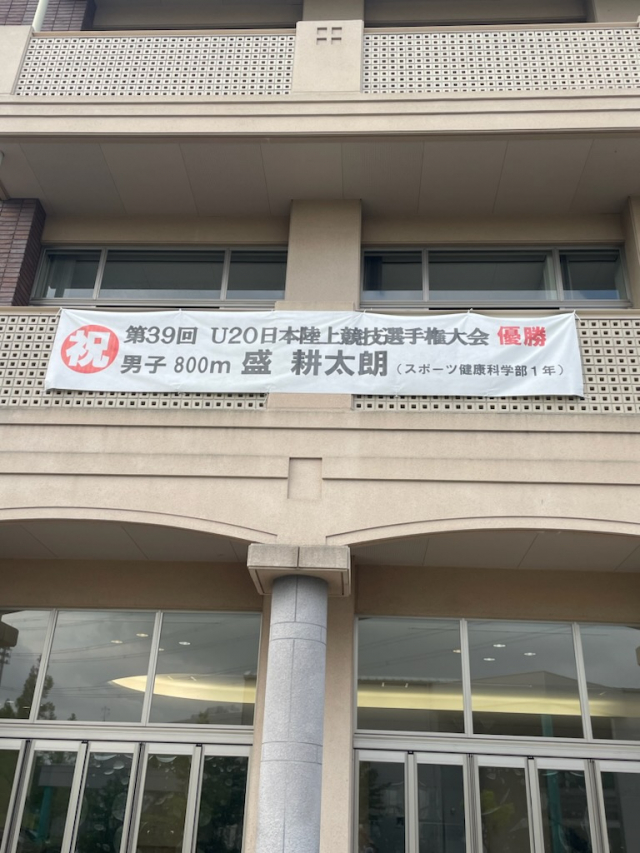 祝
第39回 U20日本陸上競技選手権大会 優勝
男子 800m 盛 耕太朗 (スポーツ健康科学部1年)